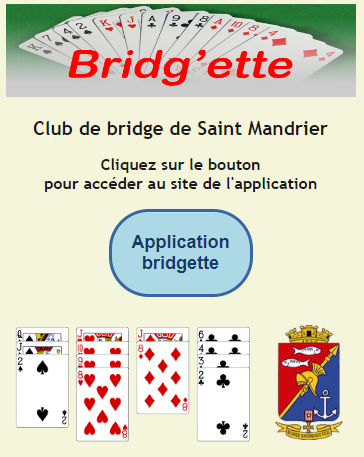 Bridg'ette
Club de bridge de Saint Mandrier
Cliquez sur le bouton
pour accéder au site de l'application
Application
bridgette